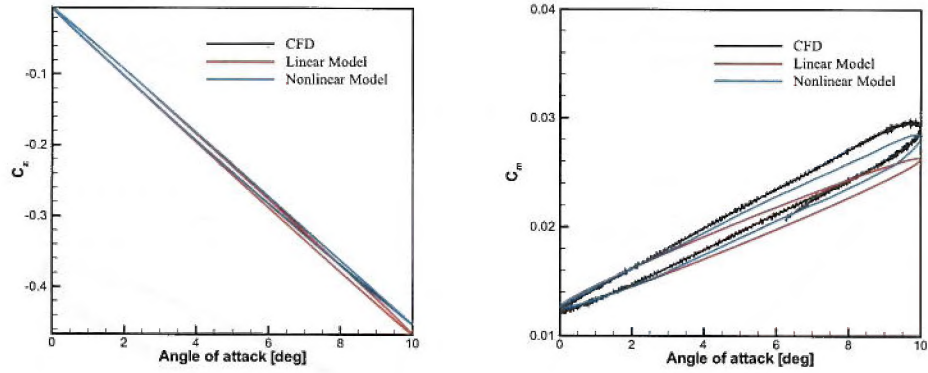 CFD
Linear Model
Nonlinear Model
-0.1
-0.2
-0.3
-0.4
C_z
0 2 4 6 8 10
Angle of attack [deg]
0.04
CFD
Linear Model
Nonlinear Model
0.03
0.02
0.01
C_m
0 2 4 6 8 10
Angle of attack [deg]